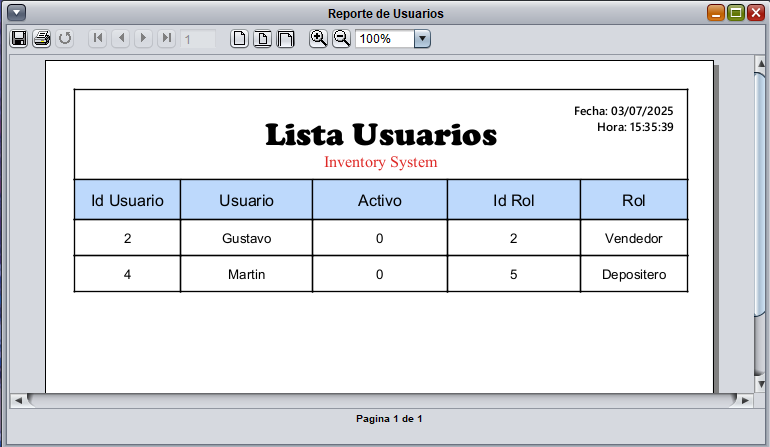 Reporte de Usuarios
1
100%
Fecha: 03/07/2025
Hora: 15:35:39
Lista Usuarios
Inventory System
Id Usuario Usuario Activo Id Rol Rol
2 Gustavo 0 2 Vendedor
4 Martin 0 5 Depositero
Pagina 1 de 1